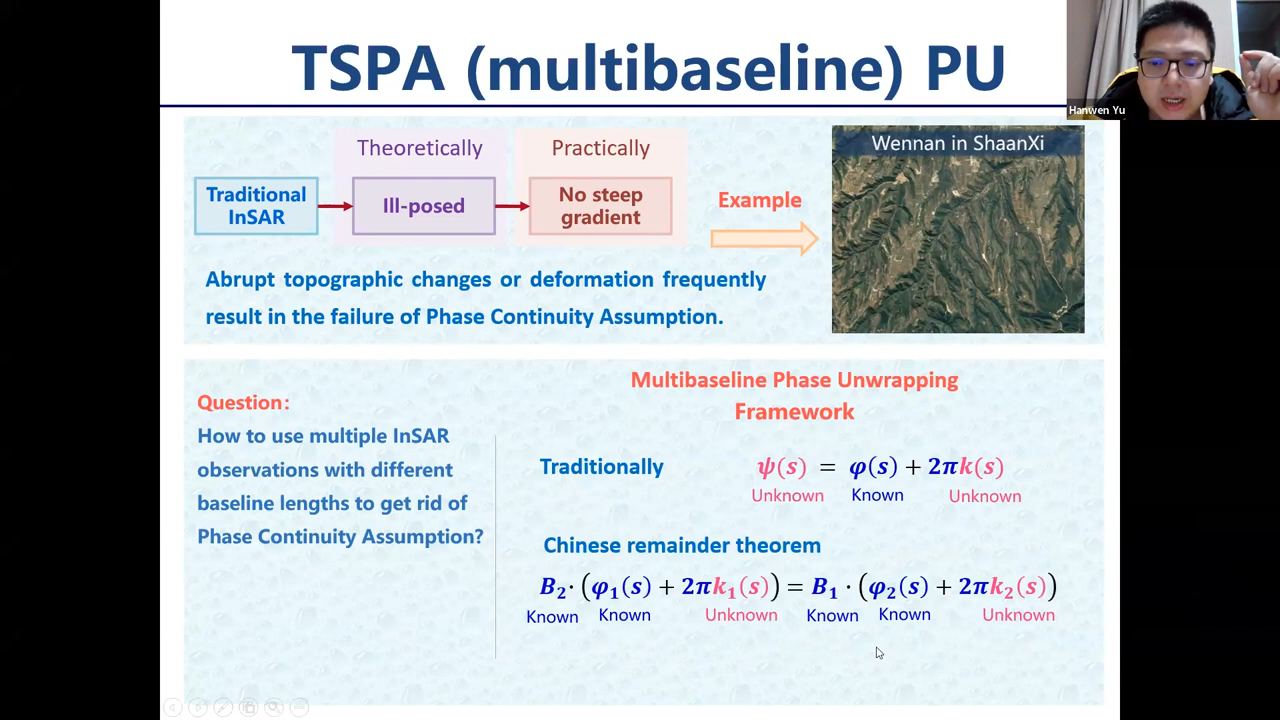 TSPA (multibaseline) PU
Hanwen Yu
Theoretically
Practically
Traditional
InSAR
Ill-posed
No steep
gradient
Example
Wennan in ShaanXi
Abrupt topographic changes or deformation frequently
result in the failure of Phase Continuity Assumption.
Question:
How to use multiple InSAR
observations with different
baseline lengths to get rid of
Phase Continuity Assumption?
Multibaseline Phase Unwrapping
Framework
Traditionally
ψ(s) = φ(s) + 2πk(s)
Unknown Known Unknown
Chinese remainder theorem
B₂· (φ₁(s) + 2πk₁(s)) = B₁ · (φ₂(s) + 2πk₂(s))
Known Known Unknown Known Known Unknown